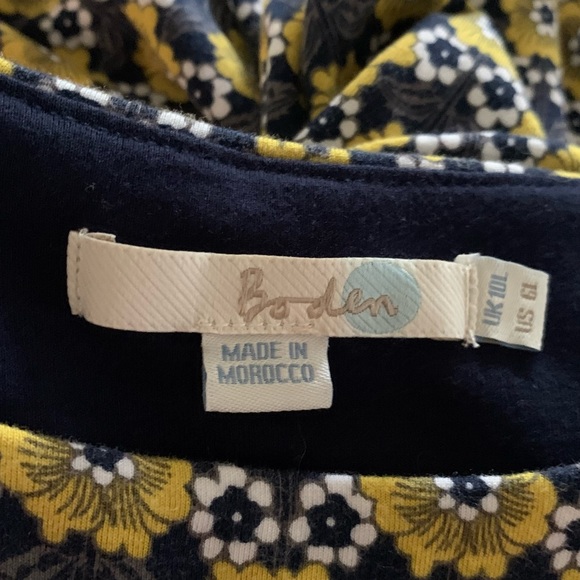 Boden
MADE IN
MOROCCO
UK 10L
US 6L